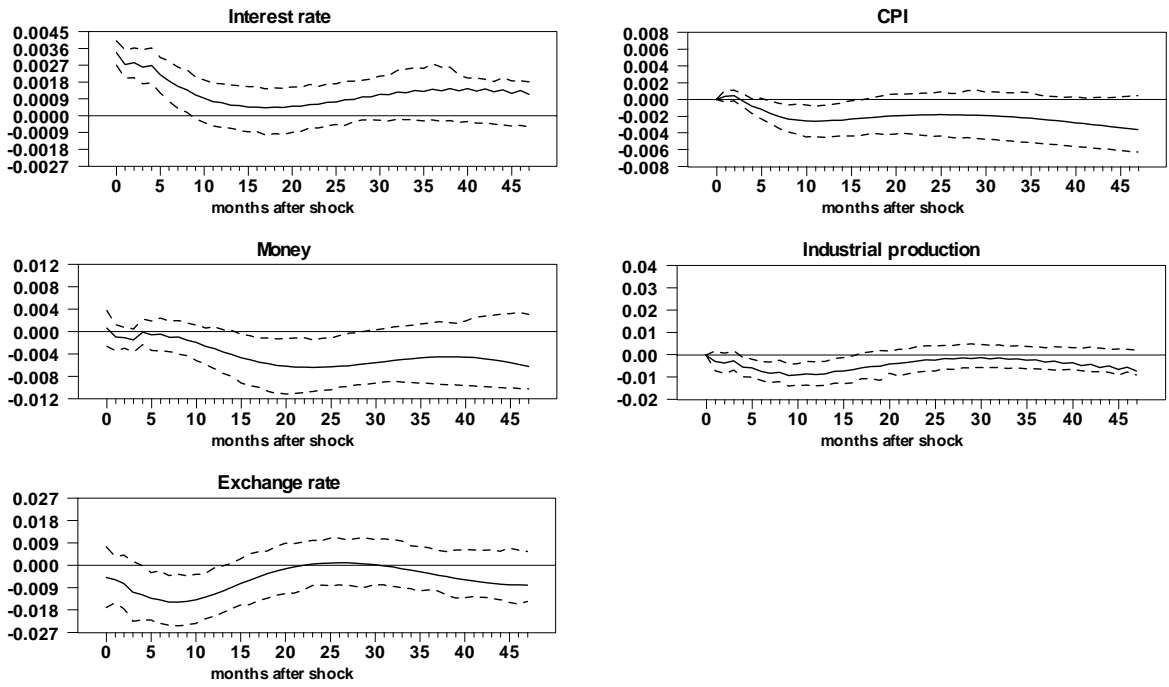 Interest rate
0.0045
0.0036
0.0027
0.0018
0.0009
0.0000
-0.0009
-0.0018
-0.0027
0 5 10 15 20 25 30 35 40 45
months after shock
CPI
0.008
0.006
0.004
0.002
0.000
-0.002
-0.004
-0.006
-0.008
0 5 10 15 20 25 30 35 40 45
months after shock
Money
0.012
0.004
0.000
-0.004
-0.008
-0.012
0 5 10 15 20 25 30 35 40 45
months after shock
Industrial production
0.04
0.03
0.01
0.00
-0.01
-0.02
0 5 10 15 20 25 30 35 40 45
months after shock
Exchange rate
0.027
0.018
0.009
0.000
-0.009
-0.018
-0.027
0 5 10 15 20 25 30 35 40 45
months after shock